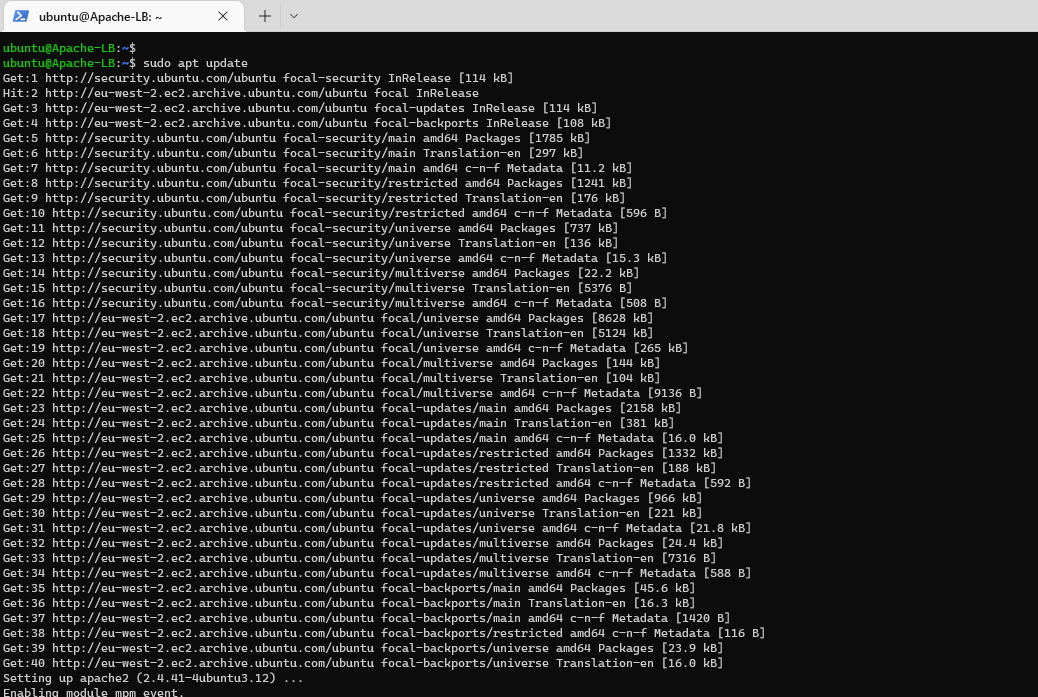 ubuntu@Apache-LB: ~
ubuntu@Apache-LB:~$
ubuntu@Apache-LB:~$ sudo apt update
Get:1 http://security.ubuntu.com/ubuntu focal-security InRelease [114 kB]
Hit:2 http://eu-west-2.ec2.archive.ubuntu.com/ubuntu focal InRelease
Get:3 http://eu-west-2.ec2.archive.ubuntu.com/ubuntu focal-updates InRelease [114 kB]
Get:4 http://eu-west-2.ec2.archive.ubuntu.com/ubuntu focal-backports InRelease [108 kB]
Get:5 http://security.ubuntu.com/ubuntu focal-security/main amd64 Packages [1785 kB]
Get:6 http://security.ubuntu.com/ubuntu focal-security/main Translation-en [297 kB]
Get:7 http://security.ubuntu.com/ubuntu focal-security/main amd64 c-n-f Metadata [11.2 kB]
Get:8 http://security.ubuntu.com/ubuntu focal-security/restricted amd64 Packages [1241 kB]
Get:9 http://security.ubuntu.com/ubuntu focal-security/restricted Translation-en [176 kB]
Get:10 http://security.ubuntu.com/ubuntu focal-security/restricted amd64 c-n-f Metadata [596 B]
Get:11 http://security.ubuntu.com/ubuntu focal-security/universe amd64 Packages [737 kB]
Get:12 http://security.ubuntu.com/ubuntu focal-security/universe Translation-en [136 kB]
Get:13 http://security.ubuntu.com/ubuntu focal-security/universe amd64 c-n-f Metadata [15.3 kB]
Get:14 http://security.ubuntu.com/ubuntu focal-security/multiverse amd64 Packages [22.2 kB]
Get:15 http://security.ubuntu.com/ubuntu focal-security/multiverse Translation-en [5376 B]
Get:16 http://security.ubuntu.com/ubuntu focal-security/multiverse amd64 c-n-f Metadata [508 B]
Get:17 http://eu-west-2.ec2.archive.ubuntu.com/ubuntu focal/universe amd64 Packages [8628 kB]
Get:18 http://eu-west-2.ec2.archive.ubuntu.com/ubuntu focal/universe Translation-en [5124 kB]
Get:19 http://eu-west-2.ec2.archive.ubuntu.com/ubuntu focal/universe amd64 c-n-f Metadata [265 kB]
Get:20 http://eu-west-2.ec2.archive.ubuntu.com/ubuntu focal/multiverse amd64 Packages [144 kB]
Get:21 http://eu-west-2.ec2.archive.ubuntu.com/ubuntu focal/multiverse Translation-en [104 kB]
Get:22 http://eu-west-2.ec2.archive.ubuntu.com/ubuntu focal/multiverse amd64 c-n-f Metadata [9136 B]
Get:23 http://eu-west-2.ec2.archive.ubuntu.com/ubuntu focal-updates/main amd64 Packages [2158 kB]
Get:24 http://eu-west-2.ec2.archive.ubuntu.com/ubuntu focal-updates/main Translation-en [381 kB]
Get:25 http://eu-west-2.ec2.archive.ubuntu.com/ubuntu focal-updates/main amd64 c-n-f Metadata [16.0 kB]
Get:26 http://eu-west-2.ec2.archive.ubuntu.com/ubuntu focal-updates/restricted amd64 Packages [1332 kB]
Get:27 http://eu-west-2.ec2.archive.ubuntu.com/ubuntu focal-updates/restricted Translation-en [188 kB]
Get:28 http://eu-west-2.ec2.archive.ubuntu.com/ubuntu focal-updates/restricted amd64 c-n-f Metadata [592 B]
Get:29 http://eu-west-2.ec2.archive.ubuntu.com/ubuntu focal-updates/universe amd64 Packages [966 kB]
Get:30 http://eu-west-2.ec2.archive.ubuntu.com/ubuntu focal-updates/universe Translation-en [221 kB]
Get:31 http://eu-west-2.ec2.archive.ubuntu.com/ubuntu focal-updates/universe amd64 c-n-f Metadata [21.8 kB]
Get:32 http://eu-west-2.ec2.archive.ubuntu.com/ubuntu focal-updates/multiverse amd64 Packages [24.4 kB]
Get:33 http://eu-west-2.ec2.archive.ubuntu.com/ubuntu focal-updates/multiverse Translation-en [7316 B]
Get:34 http://eu-west-2.ec2.archive.ubuntu.com/ubuntu focal-updates/multiverse amd64 c-n-f Metadata [588 B]
Get:35 http://eu-west-2.ec2.archive.ubuntu.com/ubuntu focal-backports/main amd64 Packages [45.6 kB]
Get:36 http://eu-west-2.ec2.archive.ubuntu.com/ubuntu focal-backports/main Translation-en [16.3 kB]
Get:37 http://eu-west-2.ec2.archive.ubuntu.com/ubuntu focal-backports/main amd64 c-n-f Metadata [1420 B]
Get:38 http://eu-west-2.ec2.archive.ubuntu.com/ubuntu focal-backports/restricted amd64 c-n-f Metadata [116 B]
Get:39 http://eu-west-2.ec2.archive.ubuntu.com/ubuntu focal-backports/universe amd64 Packages [23.9 kB]
Get:40 http://eu-west-2.ec2.archive.ubuntu.com/ubuntu focal-backports/universe Translation-en [16.0 kB]
Setting up apache2 (2.4.41-4ubuntu3.12) ...
Enabling module mpm_event.